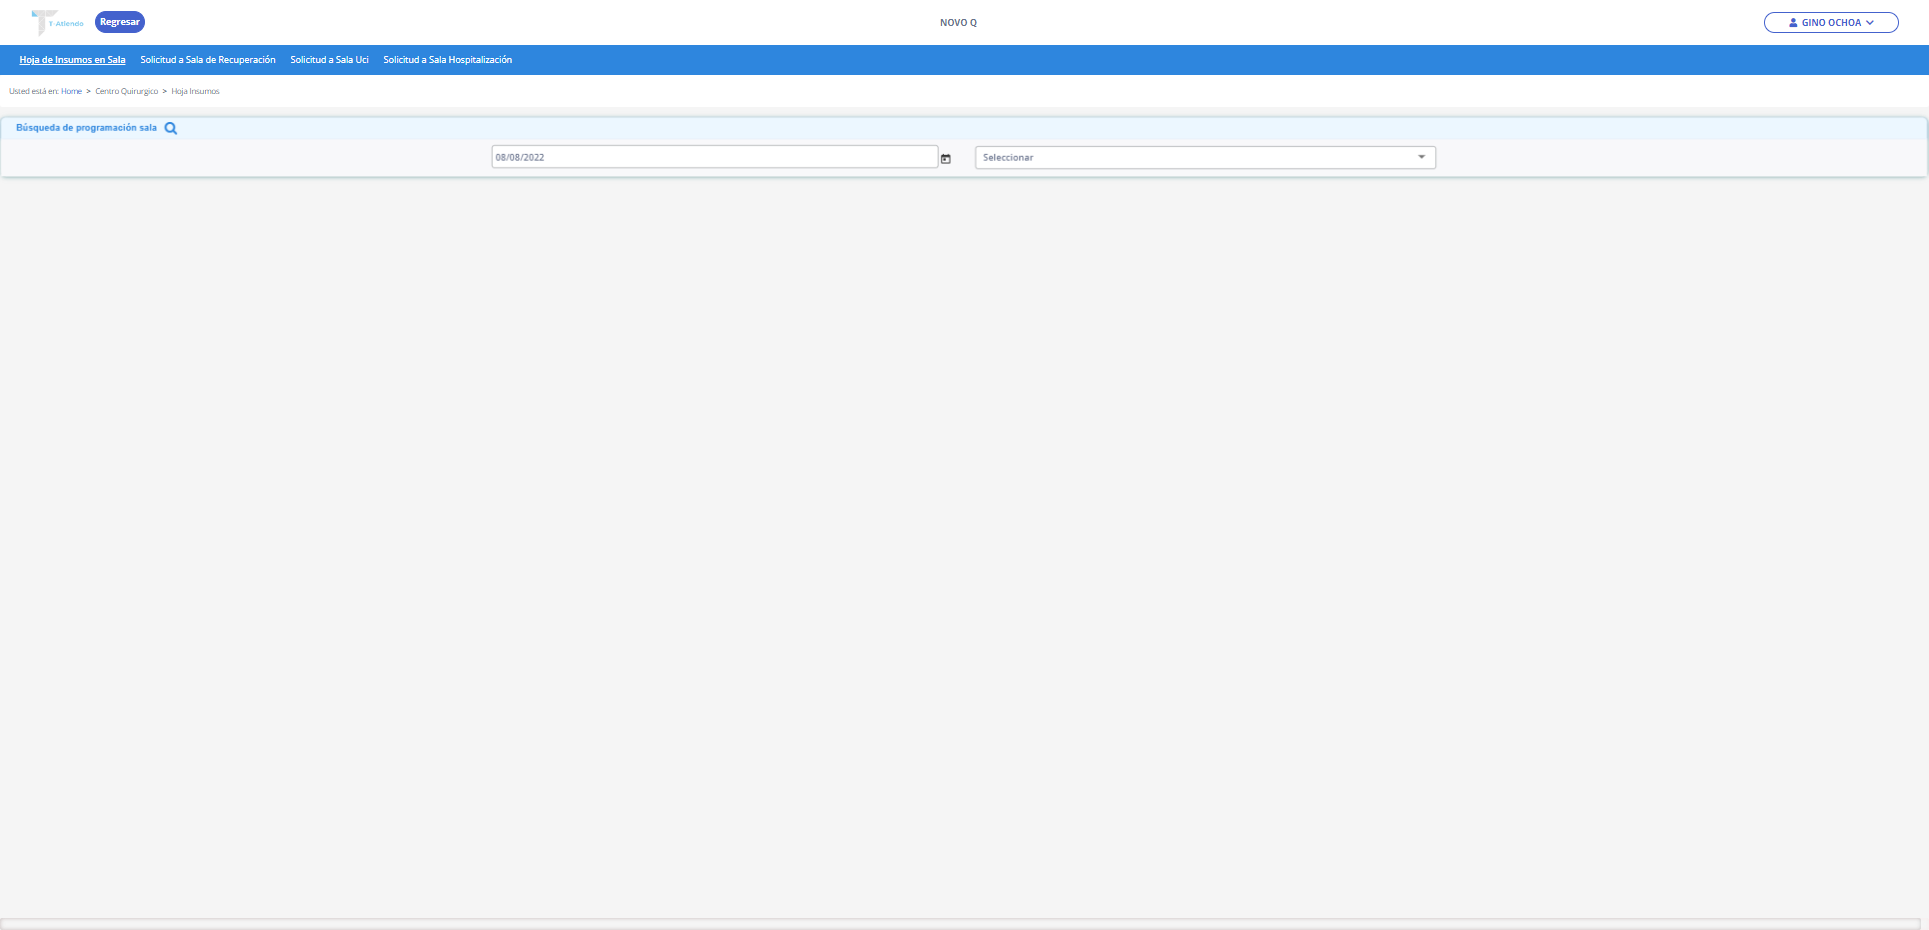 T-Atiendo Regresar NOVO Q GINO OCHOA
Hoja de Insumos en Sala Solicitud a Sala de Recuperación Solicitud a Sala Uci Solicitud a Sala Hospitalización
Usted está en: Home > Centro Quirurgico > Hoja Insumos
Búsqueda de programación sala
08/08/2022 Seleccionar